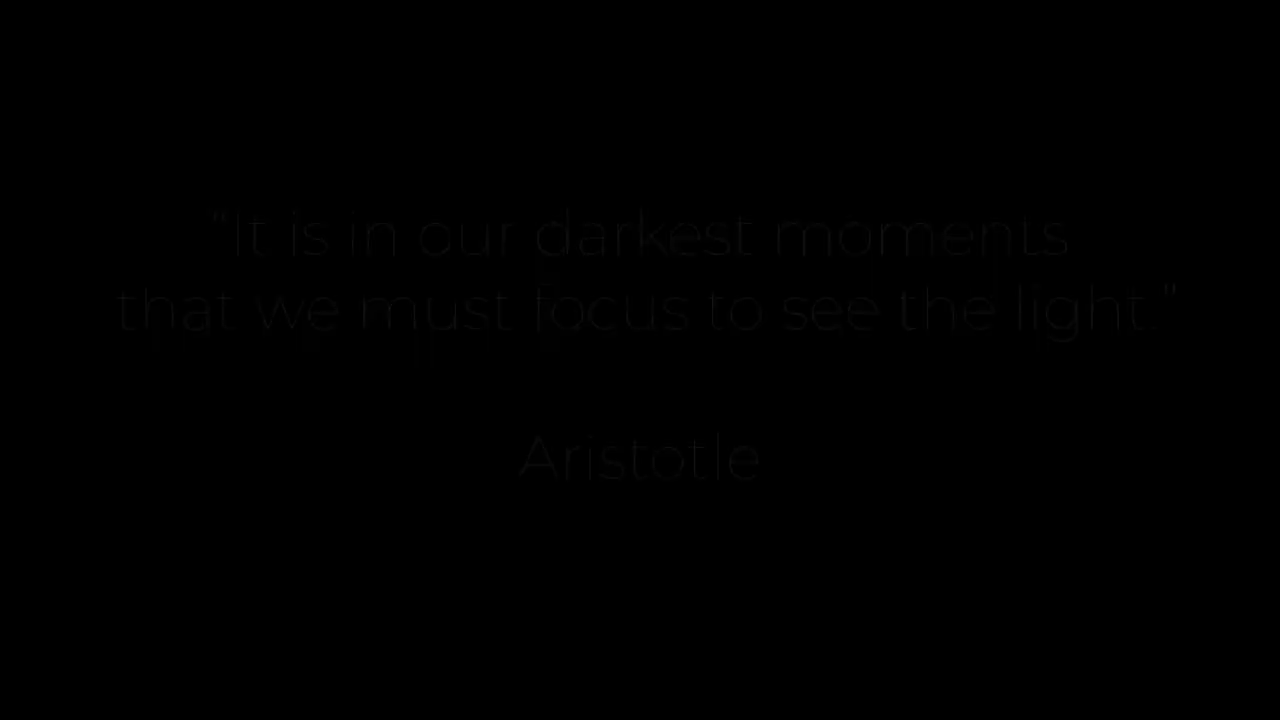 "It is in our darkest moments
that we must focus to see the light."
Aristotle